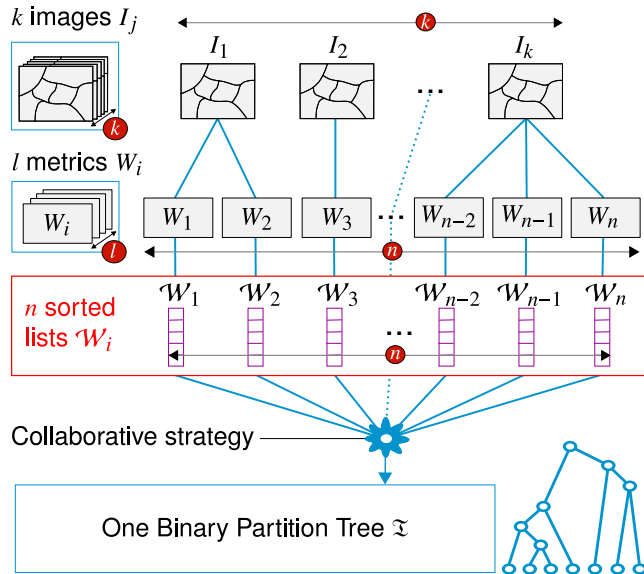 k images I_j
k
I_1 I_2 ... I_k
k
l metrics W_i
W_i
l
W_1 W_2 W_3 ... W_{n−2} W_{n−1} W_n
n
n sorted lists 𝒲_i
𝒲_1 𝒲_2 𝒲_3 𝒲_{n−2} 𝒲_{n−1} 𝒲_n
...
n
Collaborative strategy
One Binary Partition Tree 𝔗